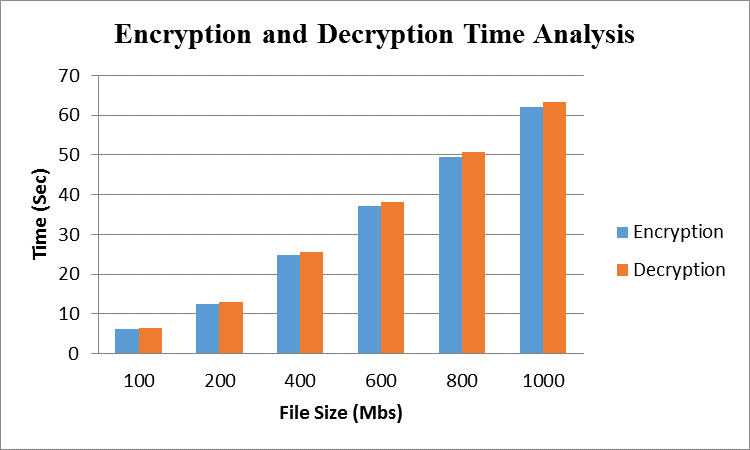 Encryption and Decryption Time Analysis
70
60
50
40
30
20
10
0
Time (Sec)
100 200 400 600 800 1000
File Size (Mbs)
Encryption
Decryption